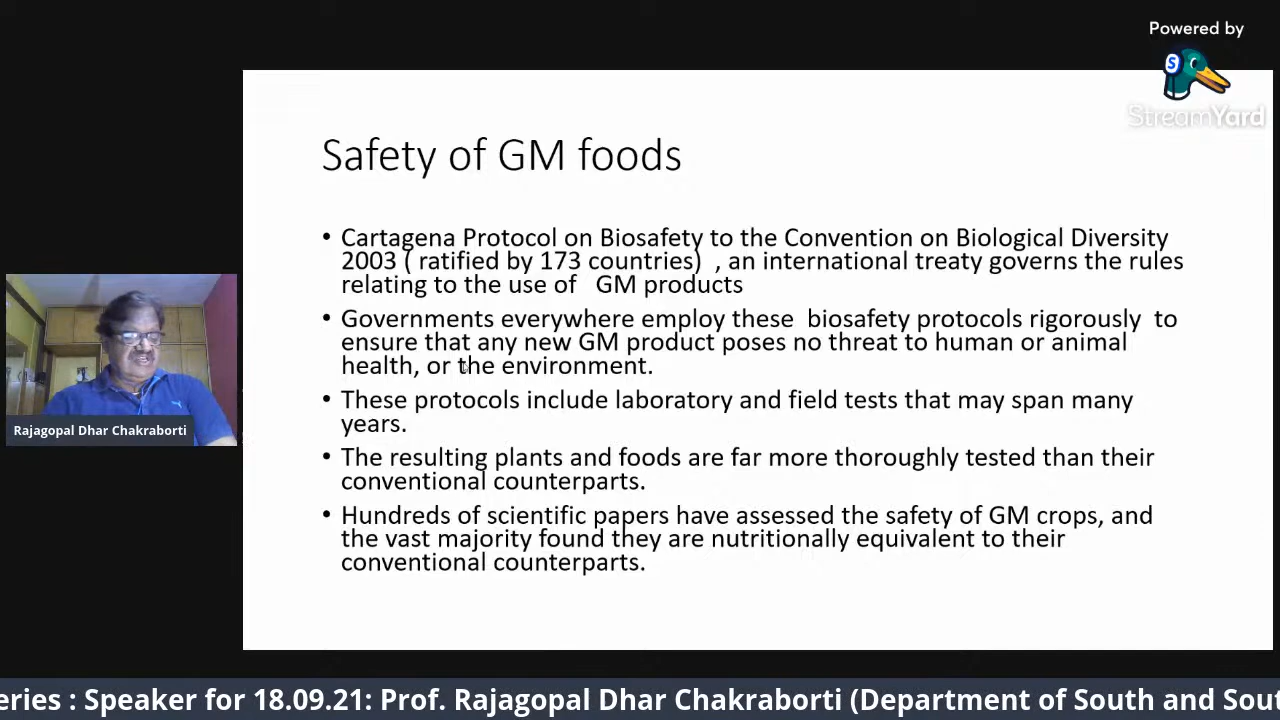 Powered by
S
StreamYard
Safety of GM foods
• Cartagena Protocol on Biosafety to the Convention on Biological Diversity
2003 ( ratified by 173 countries)  , an international treaty governs the rules
relating to the use of   GM products
• Governments everywhere employ these  biosafety protocols rigorously  to
ensure that any new GM product poses no threat to human or animal
health, or the environment.
• These protocols include laboratory and field tests that may span many
years.
• The resulting plants and foods are far more thoroughly tested than their
conventional counterparts.
• Hundreds of scientific papers have assessed the safety of GM crops, and
the vast majority found they are nutritionally equivalent to their
conventional counterparts.
Rajagopal Dhar Chakraborti
eries : Speaker for 18.09.21: Prof. Rajagopal Dhar Chakraborti (Department of South and Sou